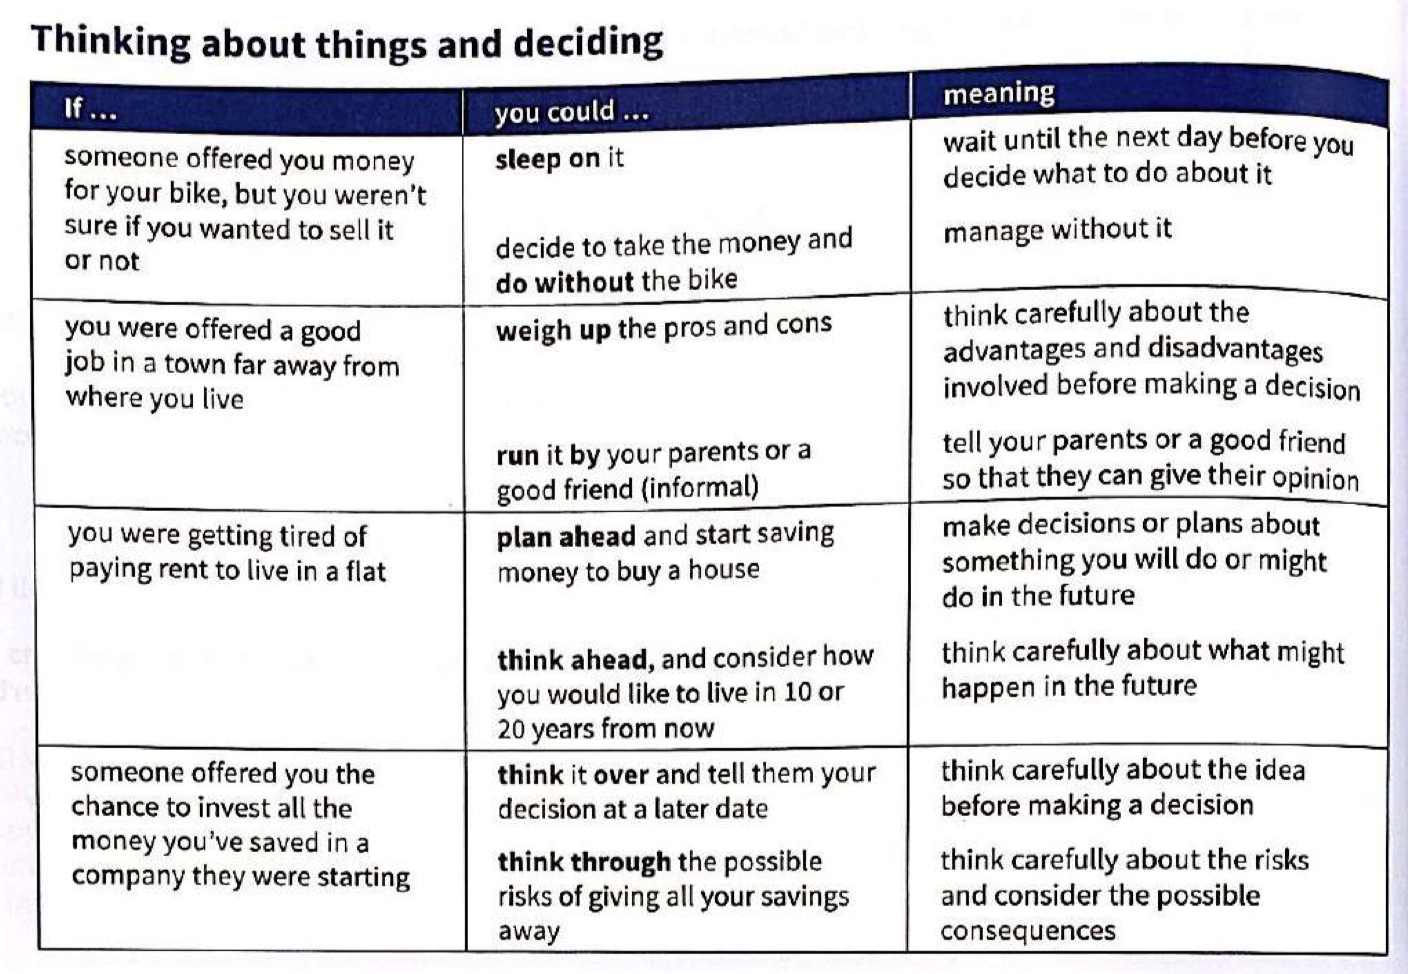 Thinking about things and deciding
If ...
you could ...
meaning
someone offered you money
for your bike, but you weren't
sure if you wanted to sell it
or not
sleep on it
wait until the next day before you
decide what to do about it
decide to take the money and
do without the bike
manage without it
you were offered a good
job in a town far away from
where you live
weigh up the pros and cons
think carefully about the
advantages and disadvantages
involved before making a decision
run it by your parents or a
good friend (informal)
tell your parents or a good friend
so that they can give their opinion
you were getting tired of
paying rent to live in a flat
plan ahead and start saving
money to buy a house
make decisions or plans about
something you will do or might
do in the future
think ahead, and consider how
you would like to live in 10 or
20 years from now
think carefully about what might
happen in the future
someone offered you the
chance to invest all the
money you've saved in a
company they were starting
think it over and tell them your
decision at a later date
think carefully about the idea
before making a decision
think through the possible
risks of giving all your savings
away
think carefully about the risks
and consider the possible
consequences